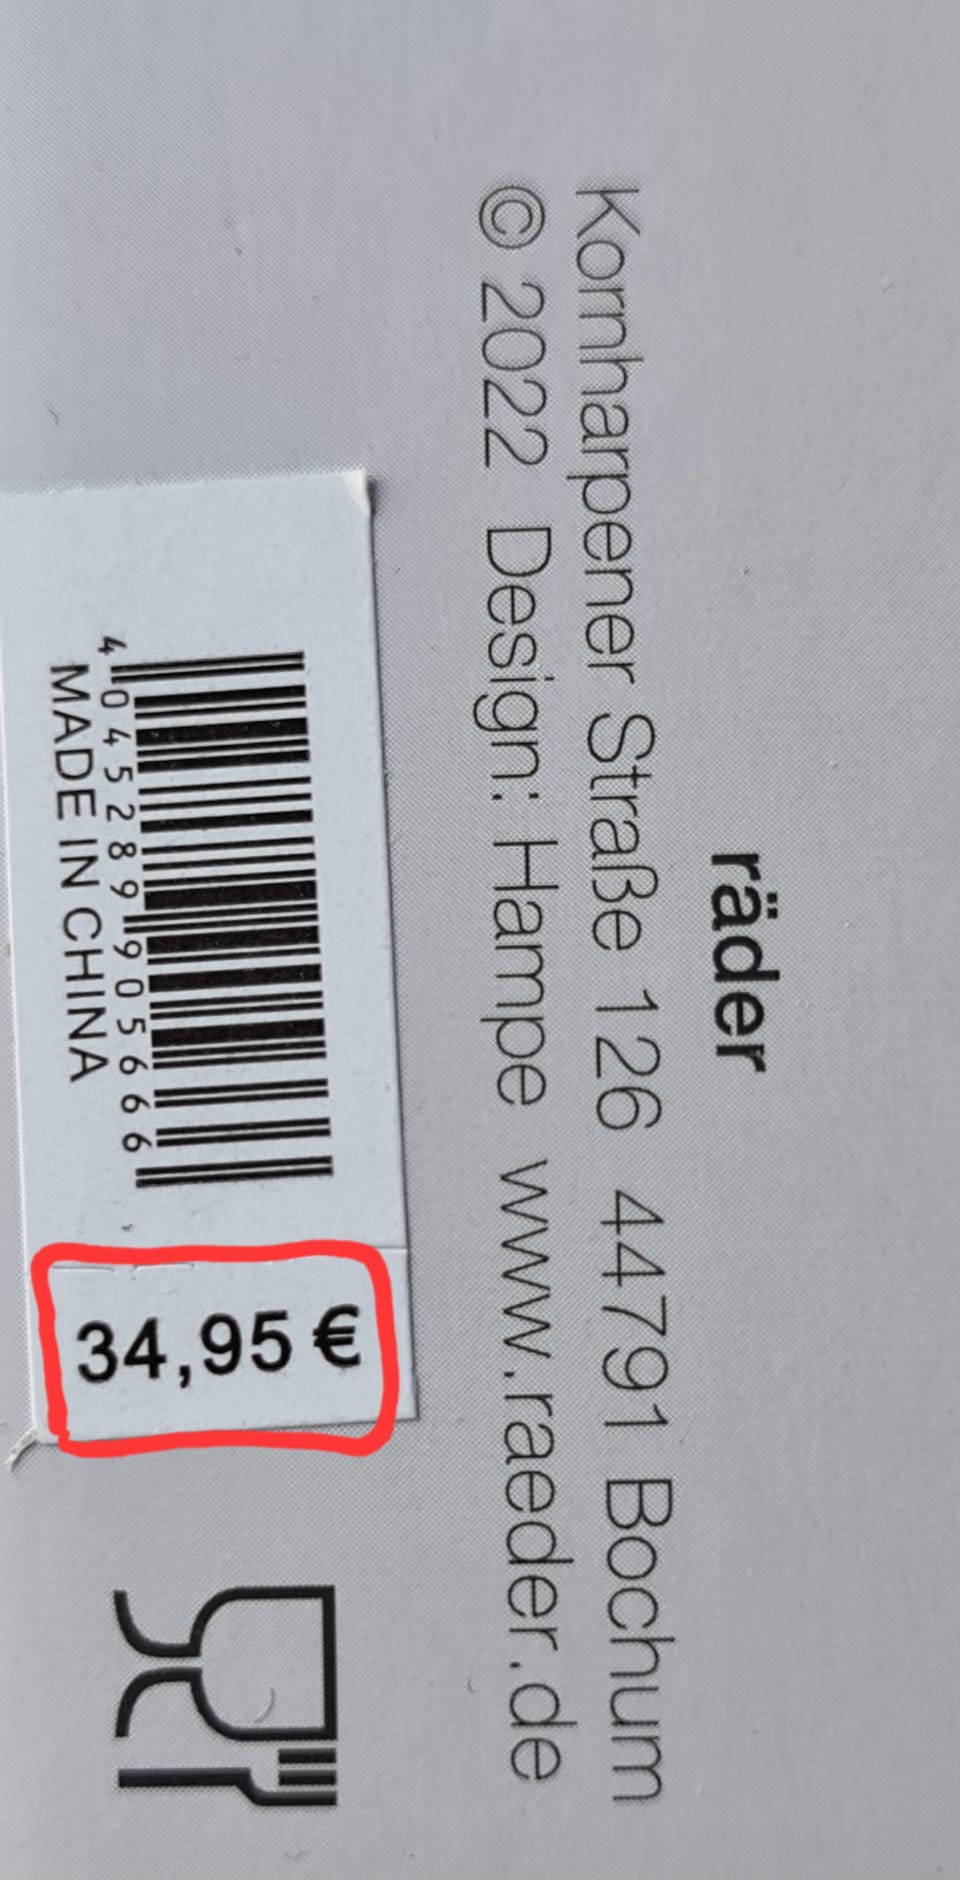 räder
Kornharpener Straße 126 44791 Bochum
© 2022 Design: Hampe www.raeder.de
4 045289 905666
MADE IN CHINA
34,95 €